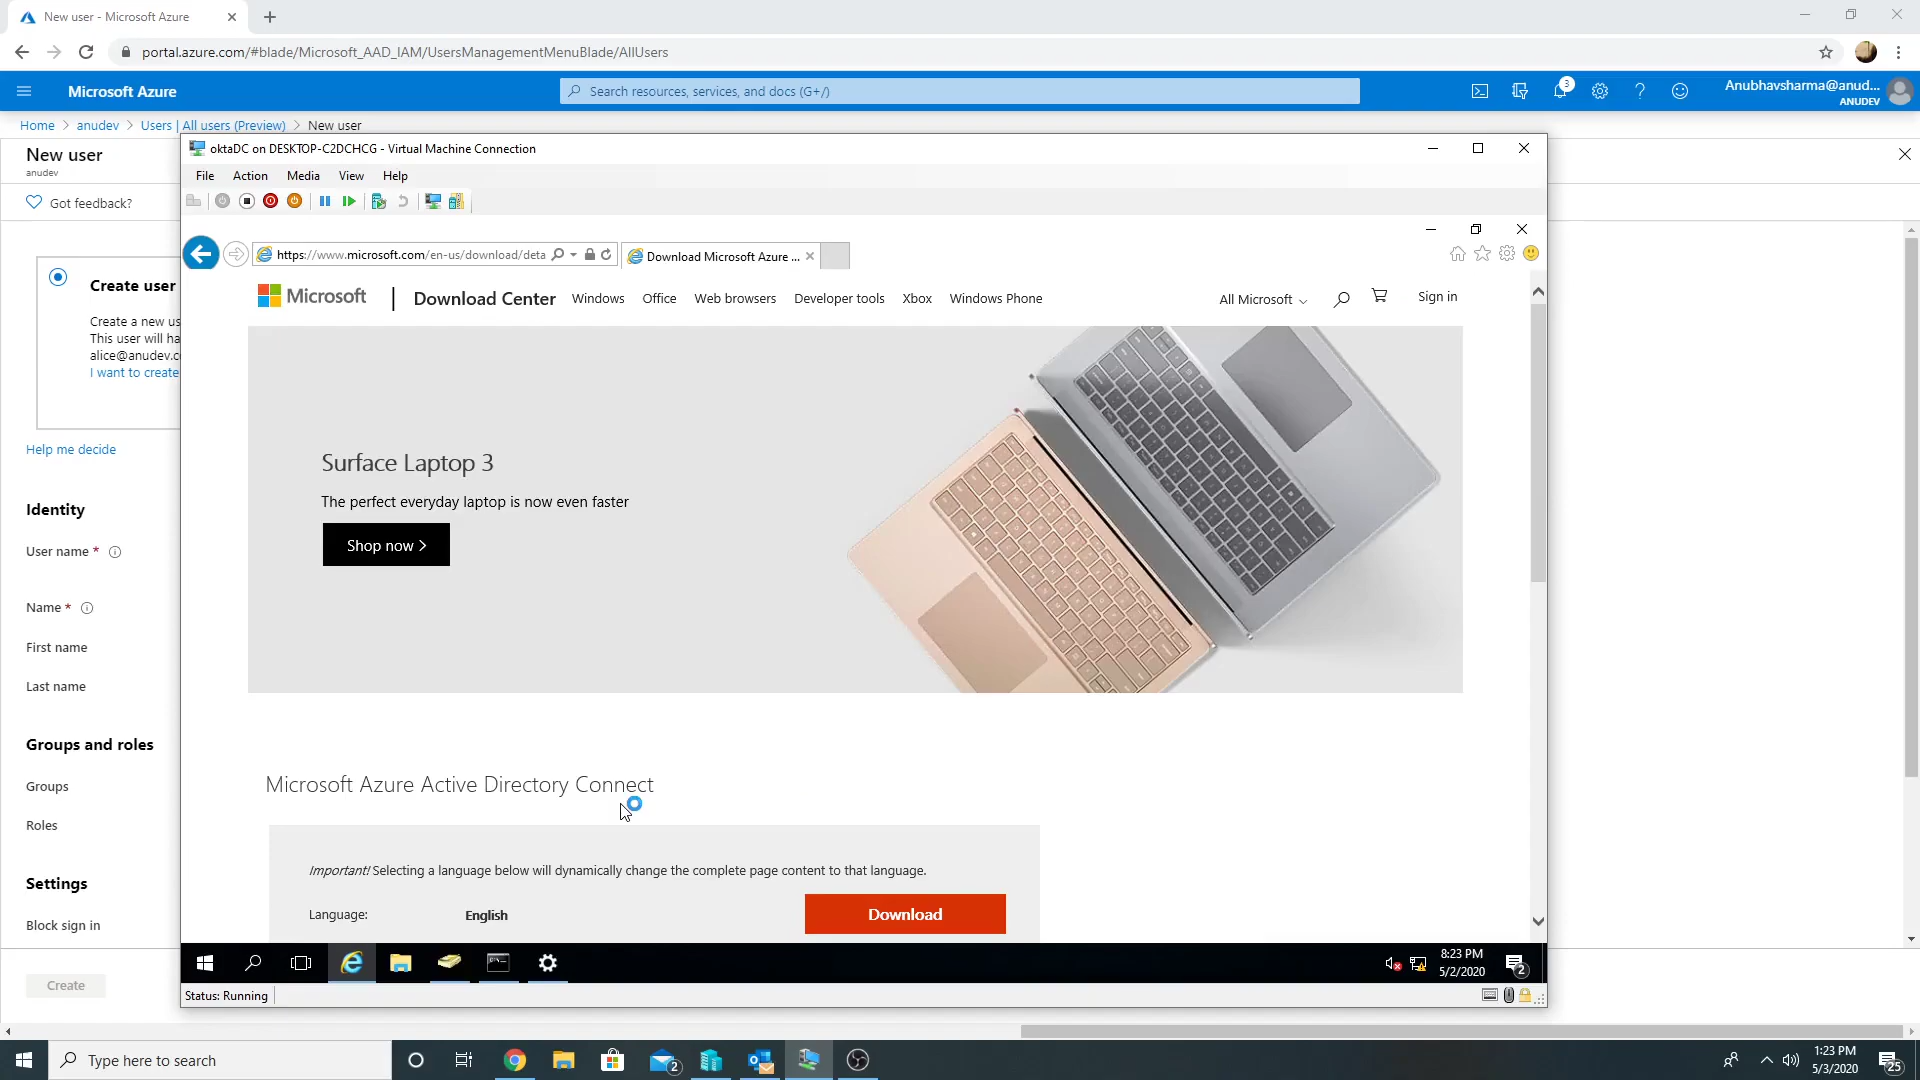 New user - Microsoft Azure
portal.azure.com/#blade/Microsoft_AAD_IAM/UsersManagementMenuBlade/AllUsers
Microsoft Azure
Search resources, services, and docs (G+/)
3
Anubhavsharma@anud...
ANUDEV
Home > anudev > Users | All users (Preview) > New user
New user
anudev
Got feedback?
Create user
Create a new us
This user will ha
alice@anudev.c
I want to create
Help me decide
Identity
User name *
Name *
First name
Last name
Groups and roles
Groups
Roles
Settings
Block sign in
Create
oktaDC on DESKTOP-C2DCHCG - Virtual Machine Connection
File Action Media View Help
https://www.microsoft.com/en-us/download/deta
Download Microsoft Azure ...
Microsoft | Download Center Windows Office Web browsers Developer tools Xbox Windows Phone All Microsoft Sign in
Surface Laptop 3
The perfect everyday laptop is now even faster
Shop now >
Microsoft Azure Active Directory Connect
Important! Selecting a language below will dynamically change the complete page content to that language.
Language: English Download
8:23 PM
5/2/2020
2
Status: Running
Type here to search
2
1:23 PM
5/3/2020
25